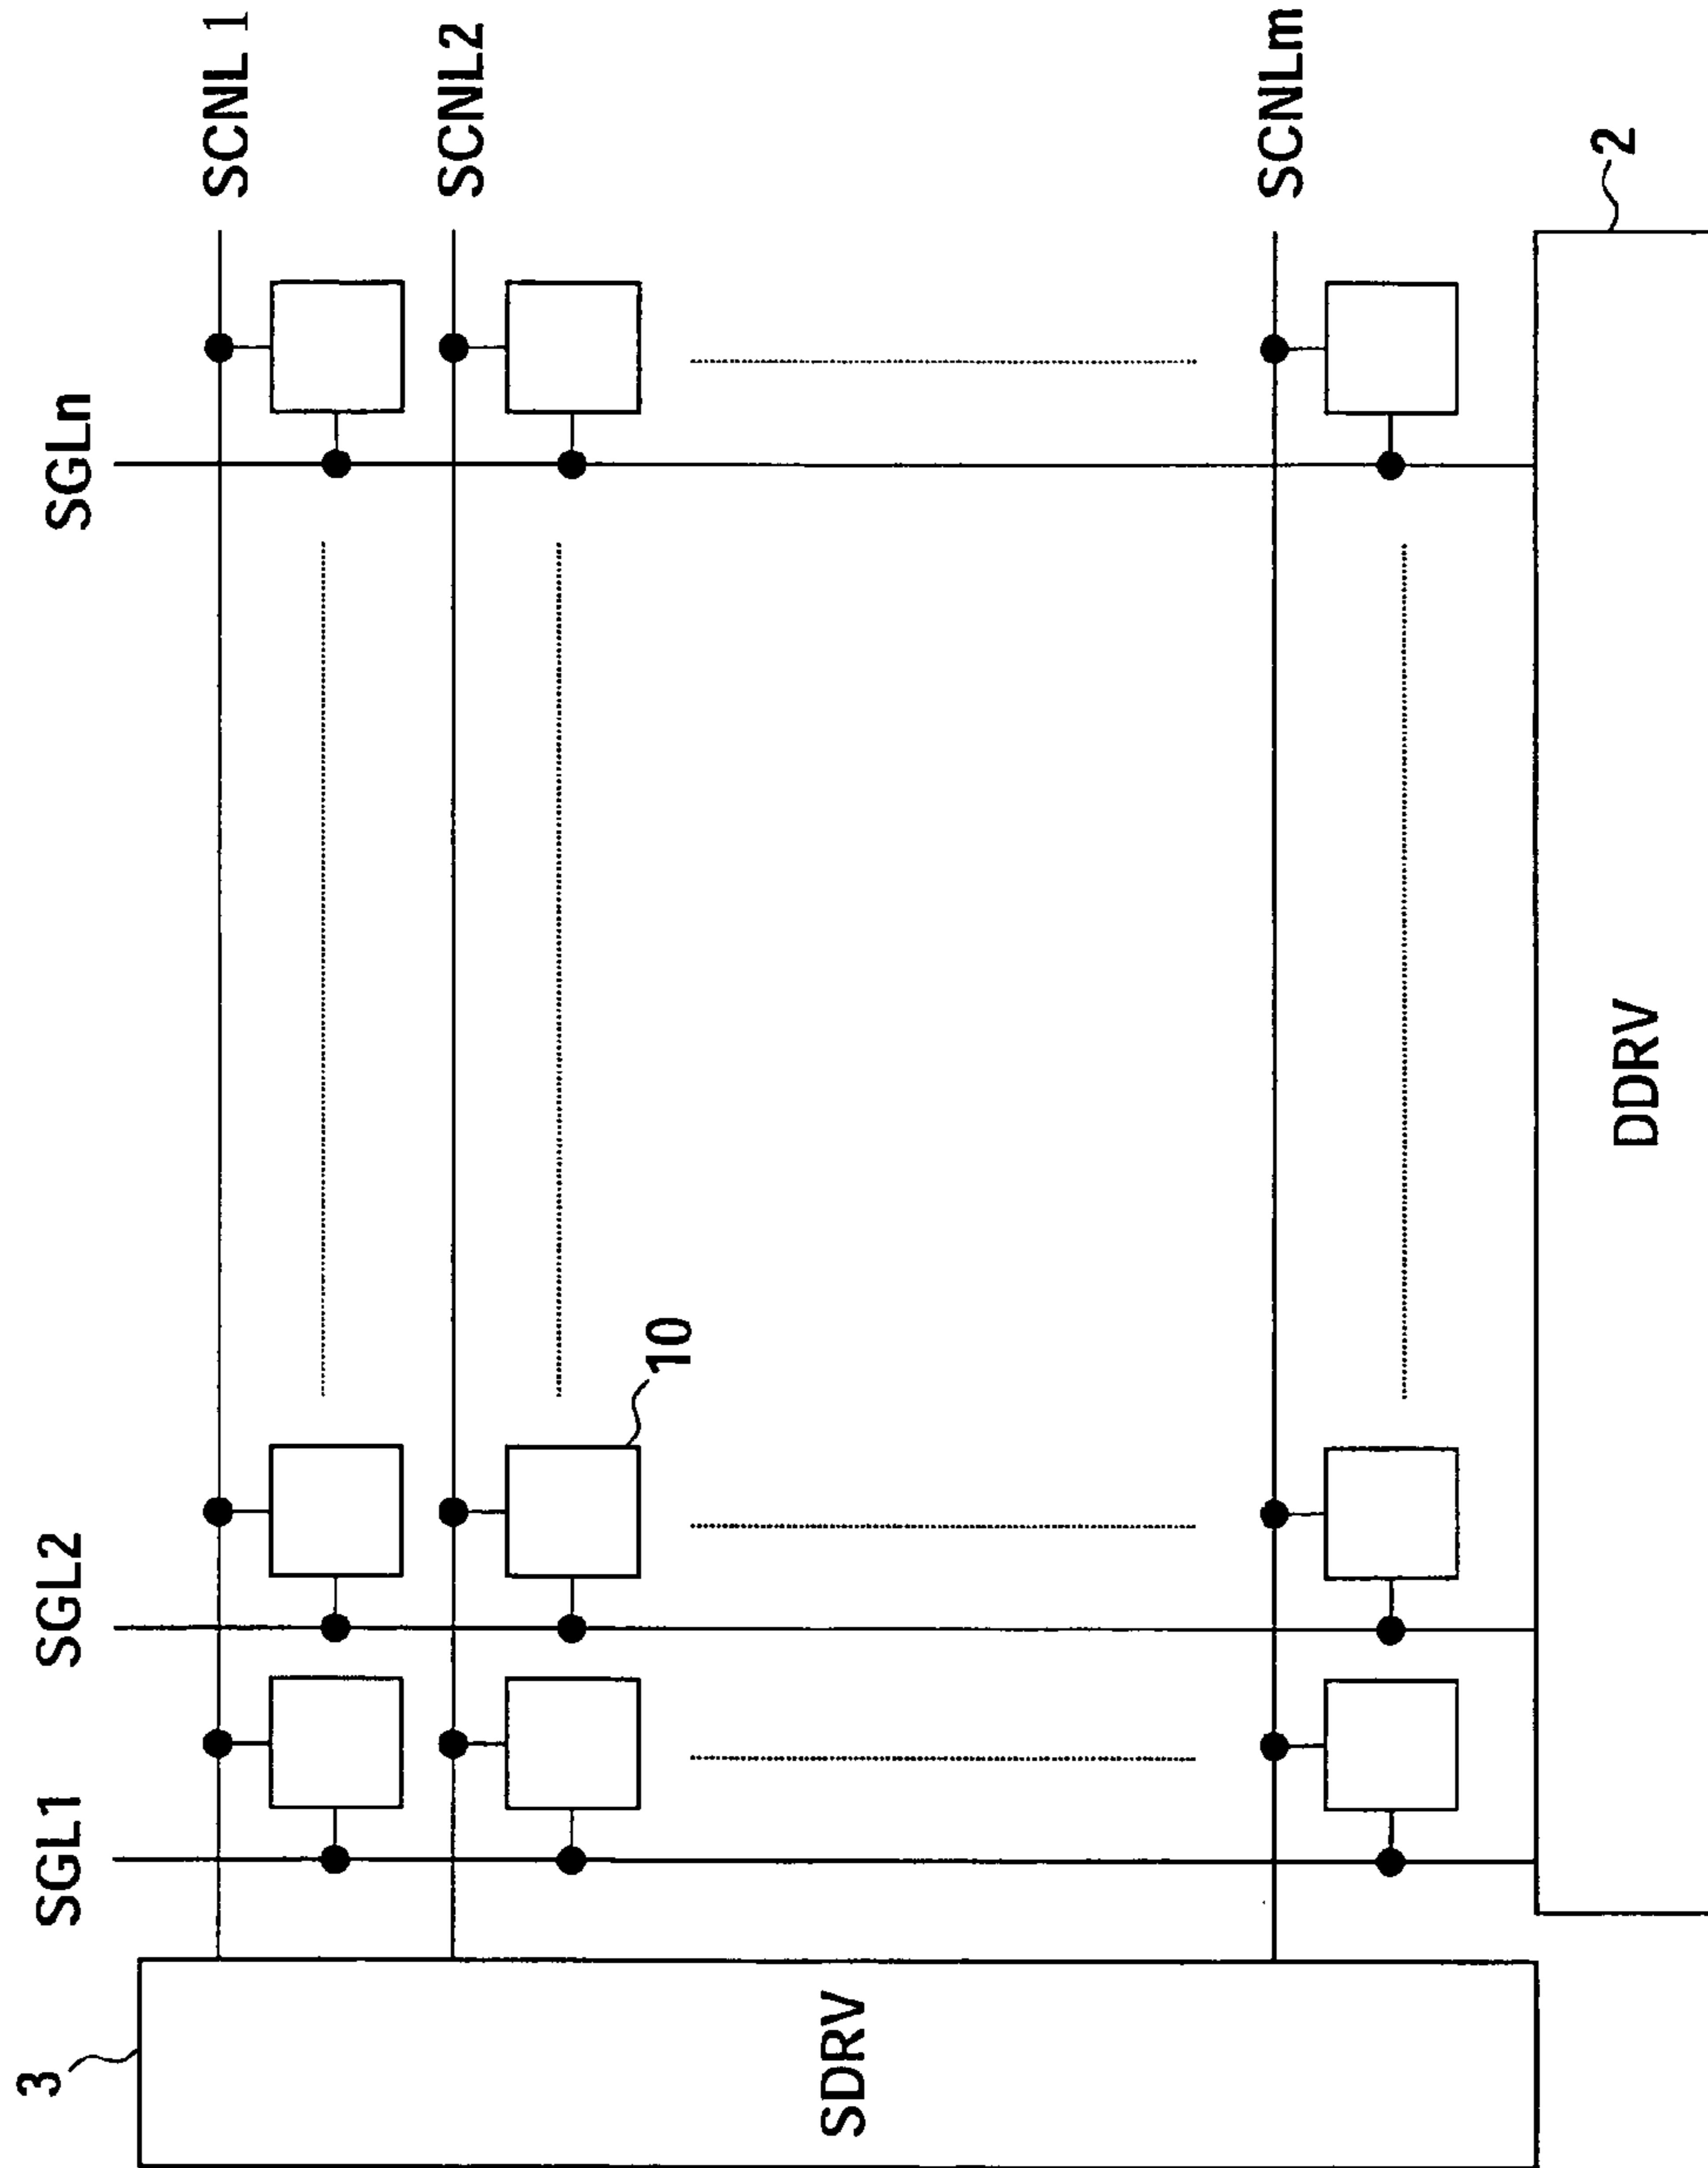 SCNL 1
SCNL2
SCNLm
SGLn
SGL2
SGL1
10
2
DDRV
3
SDRV